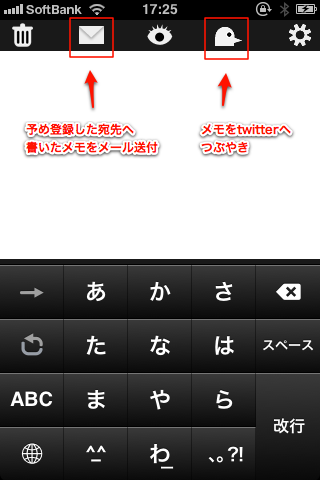 SoftBank 17:25
予め登録した宛先へ
書いたメモをメール送付
メモをtwitterへ
つぶやき
→ あ か さ
た な は スペース
ABC ま や ら 改行
^_^ わ_ 、。?!